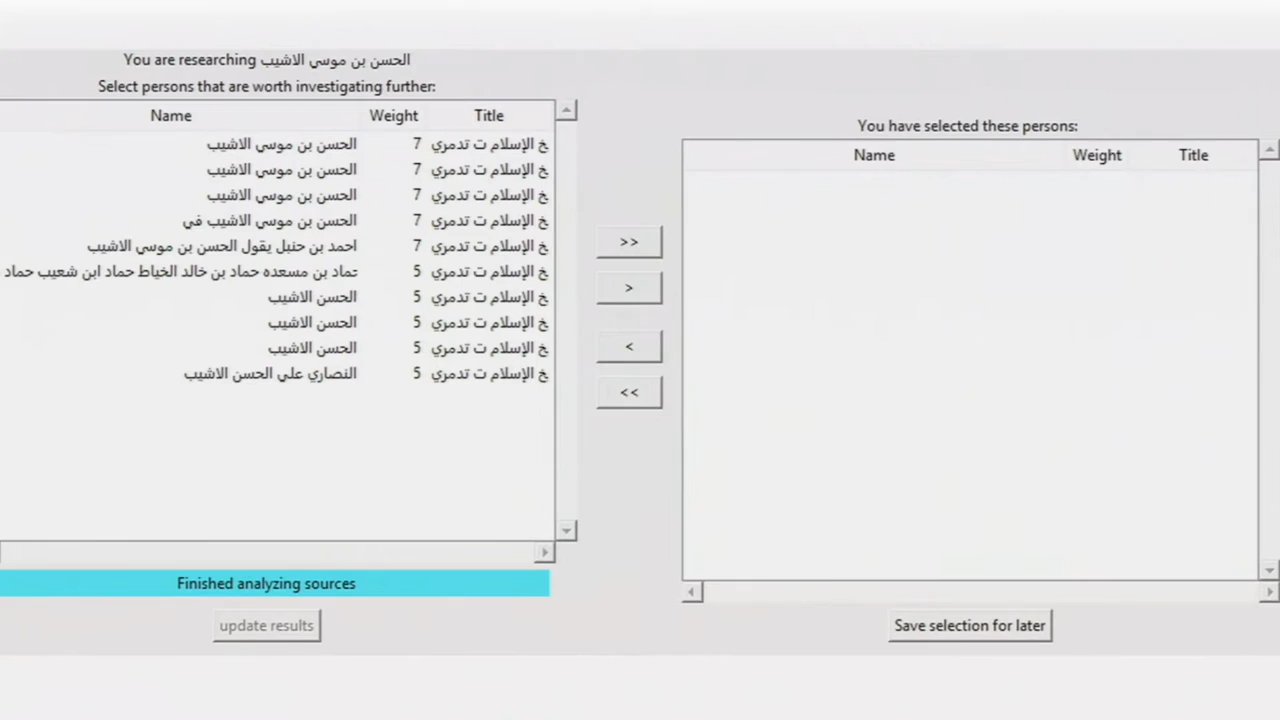 You are researching الحسن بن موسي الاشيب
Select persons that are worth investigating further:
Name Weight Title
الحسن بن موسي الاشيب 7 خ الإسلام ت تدمري
الحسن بن موسي الاشيب 7 خ الإسلام ت تدمري
الحسن بن موسي الاشيب 7 خ الإسلام ت تدمري
الحسن بن موسي الاشيب في 7 خ الإسلام ت تدمري
احمد بن حنبل يقول الحسن بن موسي الاشيب 7 خ الإسلام ت تدمري
حماد بن مسعده حماد بن خالد الخياط حماد ابن شعيب حماد 5 خ الإسلام ت تدمري
الحسن الاشيب 5 خ الإسلام ت تدمري
الحسن الاشيب 5 خ الإسلام ت تدمري
الحسن الاشيب 5 خ الإسلام ت تدمري
النصاري علي الحسن الاشيب 5 خ الإسلام ت تدمري
Finished analyzing sources
update results
>>
>
<
<<
You have selected these persons:
Name Weight Title
Save selection for later